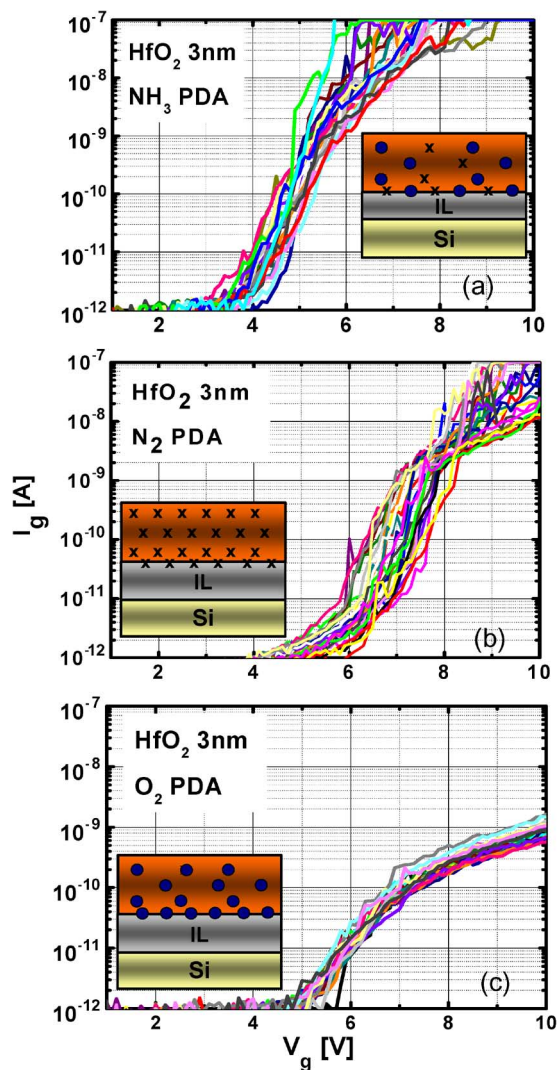 10⁻⁷
HfO₂ 3nm
10⁻⁸
NH₃ PDA
10⁻⁹
x
x
10⁻¹⁰
x
x x x
IL
10⁻¹¹
Si
(a)
10⁻¹²
2 4 6 8 10
10⁻⁷
HfO₂ 3nm
10⁻⁸
N₂ PDA
10⁻⁹
I_g [A]
x x x x x x
10⁻¹⁰
x x x x x x
x x x x x x
x x x x x
IL
10⁻¹¹
Si
(b)
10⁻¹²
2 4 6 8 10
10⁻⁷
HfO₂ 3nm
10⁻⁸
O₂ PDA
10⁻⁹
10⁻¹⁰
IL
10⁻¹¹
Si
(c)
10⁻¹²
2 4 6 8 10
V_g [V]